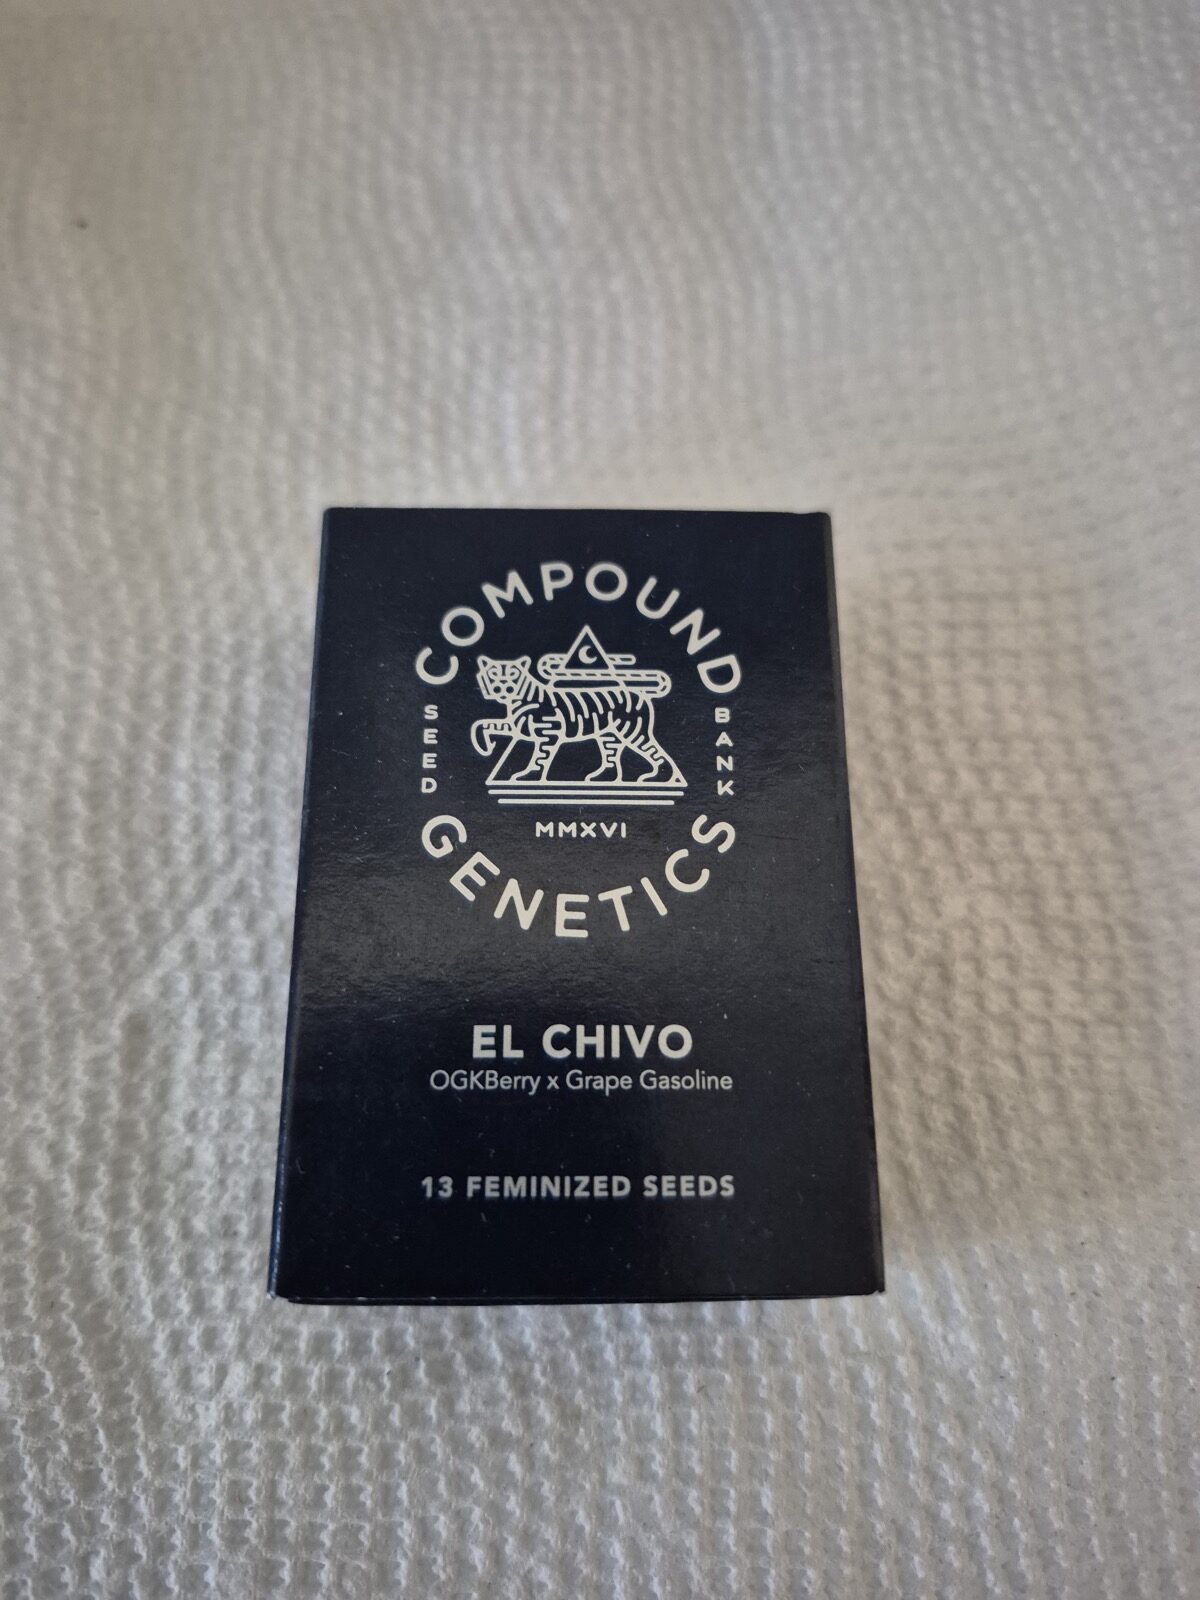 COMPOUND
SEED
BANK
MMXVI
GENETICS
EL CHIVO
OGKBerry x Grape Gasoline
13 FEMINIZED SEEDS